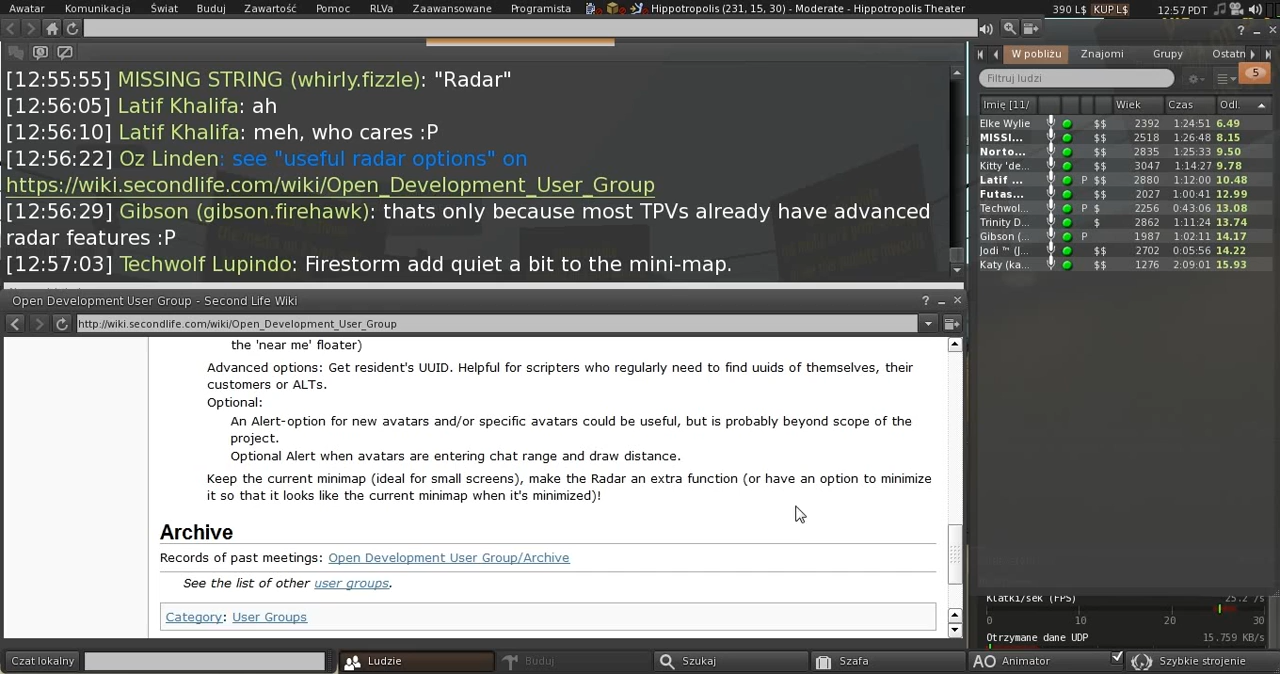 Awatar Komunikacja Świat Buduj Zawartość Pomoc RLVa Zaawansowane Programista Hippotropolis (231, 15, 30) - Moderate - Hippotropolis Theater 390 L$ KUP L$ 12:57 PDT
[12:55:55] MISSING STRING (whirly.fizzle): "Radar"
[12:56:05] Latif Khalifa: ah
[12:56:10] Latif Khalifa: meh, who cares :P
[12:56:22] Oz Linden: see "useful radar options" on
https://wiki.secondlife.com/wiki/Open_Development_User_Group
[12:56:29] Gibson (gibson.firehawk): thats only because most TPVs already have advanced
radar features :P
[12:57:03] Techwolf Lupindo: Firestorm add quiet a bit to the mini-map.
Open Development User Group - Second Life Wiki
http://wiki.secondlife.com/wiki/Open_Development_User_Group
the 'near me' floater)
Advanced options: Get resident's UUID. Helpful for scripters who regularly need to find uuids of themselves, their
customers or ALTs.
Optional:
An Alert-option for new avatars and/or specific avatars could be useful, but is probably beyond scope of the
project.
Optional Alert when avatars are entering chat range and draw distance.
Keep the current minimap (ideal for small screens), make the Radar an extra function (or have an option to minimize
it so that it looks like the current minimap when it's minimized)!
Archive
Records of past meetings: Open Development User Group/Archive
See the list of other user groups.
Category: User Groups
? _ ×
W pobliżu Znajomi Grupy Ostatn
Filtruj ludzi 5
Imię [11/ Wiek Czas Odl.
Elke Wylie $$ 2392 1:24:51 6.49
MISSI... $$ 2518 1:26:48 8.15
Norto... $$ 2835 1:25:33 9.50
Kitty 'de... $$ 3047 1:14:27 9.78
Latif ... P $$ 2880 1:12:00 10.48
Futas... $$ 2027 1:00:41 12.99
Techwol... P $ 2256 0:43:06 13.08
Trinity D... $ 2862 1:11:24 13.74
Gibson (... P 1987 1:02:11 14.17
Jodi ™ (J... $$ 2702 0:05:56 14.22
Katy (ka... $$ 1276 2:09:01 15.93
Klatki/sek (FPS) 25.2 /s
0 10 20 30
Otrzymane dane UDP 15.759 KB/s
Czat lokalny Ludzie Buduj Szukaj Szafa AO Animator Szybkie strojenie